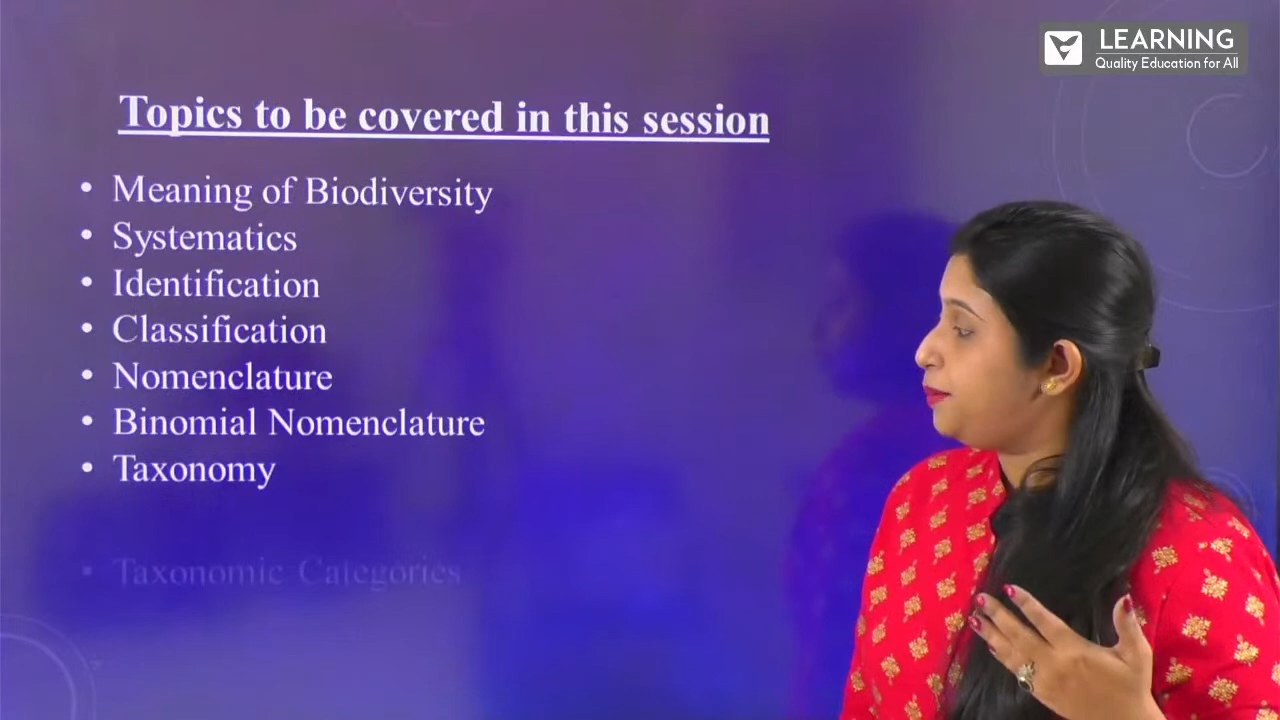 LEARNING
Quality Education for All
Topics to be covered in this session
• Meaning of Biodiversity
• Systematics
• Identification
• Classification
• Nomenclature
• Binomial Nomenclature
• Taxonomy
• Taxonomic Categories